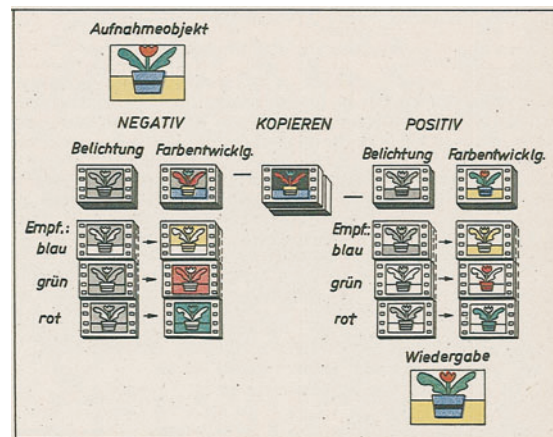 Aufnahmeobjekt
NEGATIV KOPIEREN POSITIV
Belichtung Farbentwicklg. Belichtung Farbentwicklg.
Empf.: Empf.:
blau blau
grün grün
rot rot
Wiedergabe